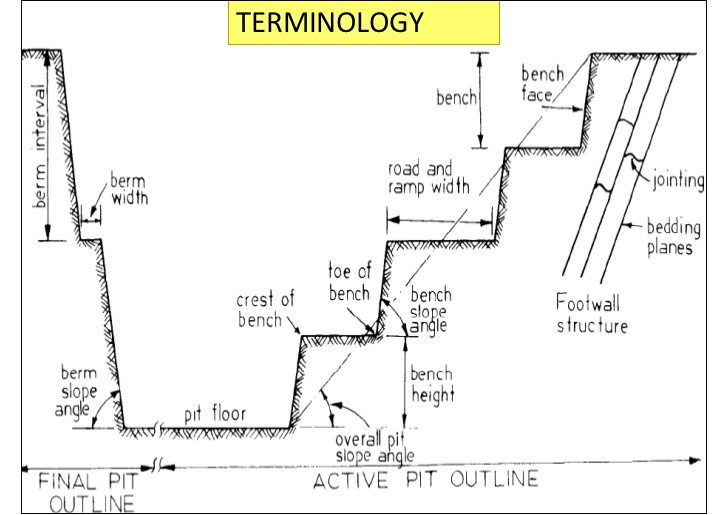 TERMINOLOGY
berm interval
berm
width
bench
bench
face
road and
ramp width
jointing
bedding
planes
Footwall
structure
toe of
bench
crest of
bench
bench
slope
angle
bench
height
berm
slope
angle
pit floor
overall pit
slope angle
FINAL PIT
OUTLINE
ACTIVE PIT OUTLINE